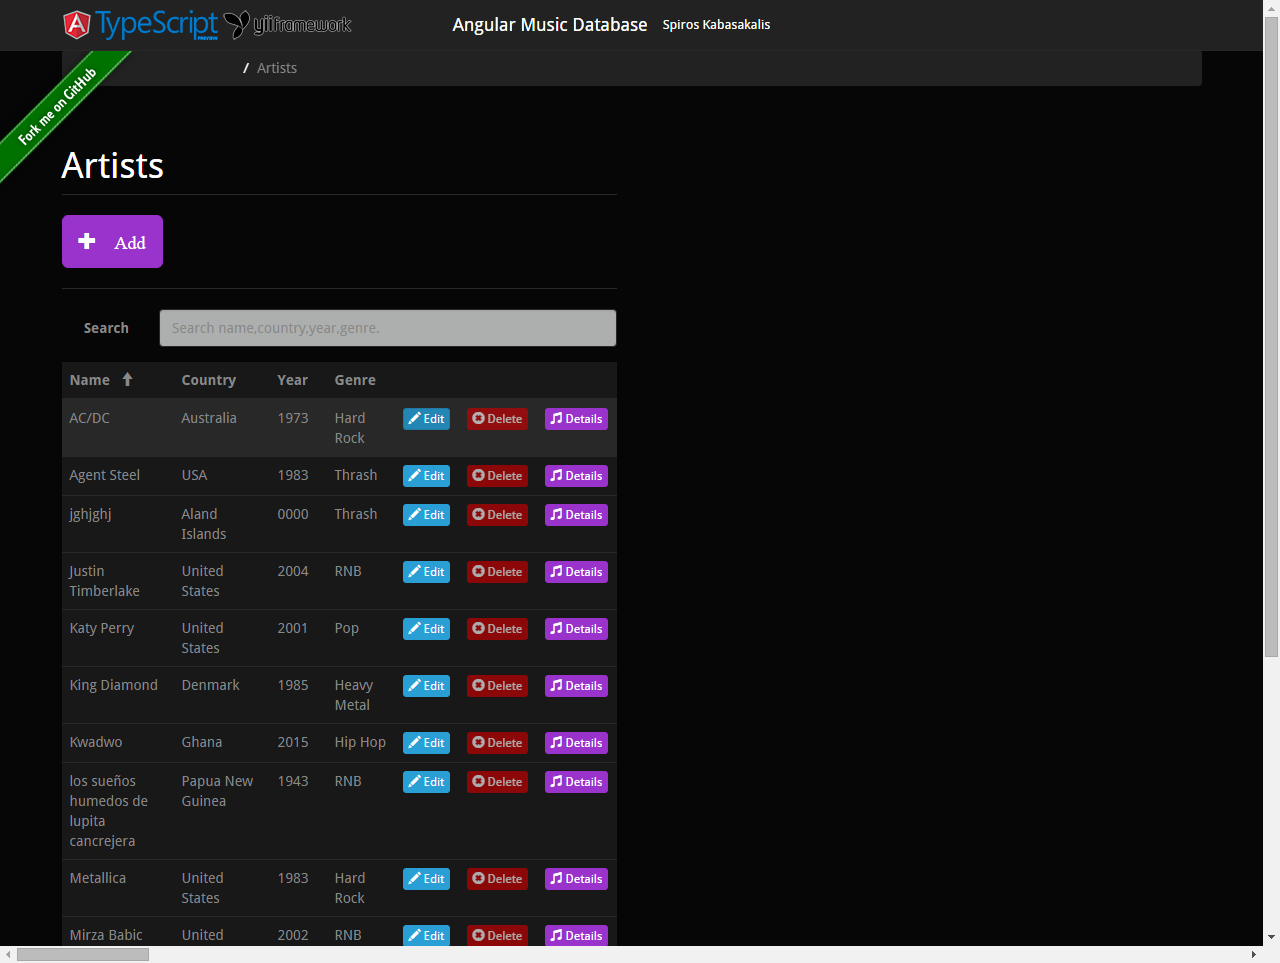 TypeScript PREVIEW yiiframework Angular Music Database Spiros Kabasakalis
/ Artists
Fork me on GitHub
Artists
Add
Search Search name,country,year,genre.
Name Country Year Genre
AC/DC Australia 1973 Hard Edit Delete Details
Rock
Agent Steel USA 1983 Thrash Edit Delete Details
jghjghj Aland 0000 Thrash Edit Delete Details
Islands
Justin United 2004 RNB Edit Delete Details
Timberlake States
Katy Perry United 2001 Pop Edit Delete Details
States
King Diamond Denmark 1985 Heavy Edit Delete Details
Metal
Kwadwo Ghana 2015 Hip Hop Edit Delete Details
los sueños Papua New 1943 RNB Edit Delete Details
humedos de Guinea
lupita
cancrejera
Metallica United 1983 Hard Edit Delete Details
States Rock
Mirza Babic United 2002 RNB Edit Delete Details